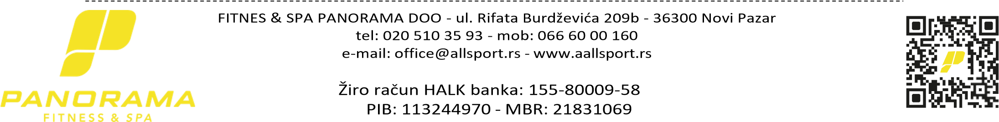 FITNES & SPA PANORAMA DOO - ul. Rifata Burdževića 209b - 36300 Novi Pazar
tel: 020 510 35 93 - mob: 066 60 00 160
e-mail: office@allsport.rs - www.aallsport.rs
Žiro račun HALK banka: 155-80009-58
PIB: 113244970 - MBR: 21831069
PANORAMA
FITNESS & SPA